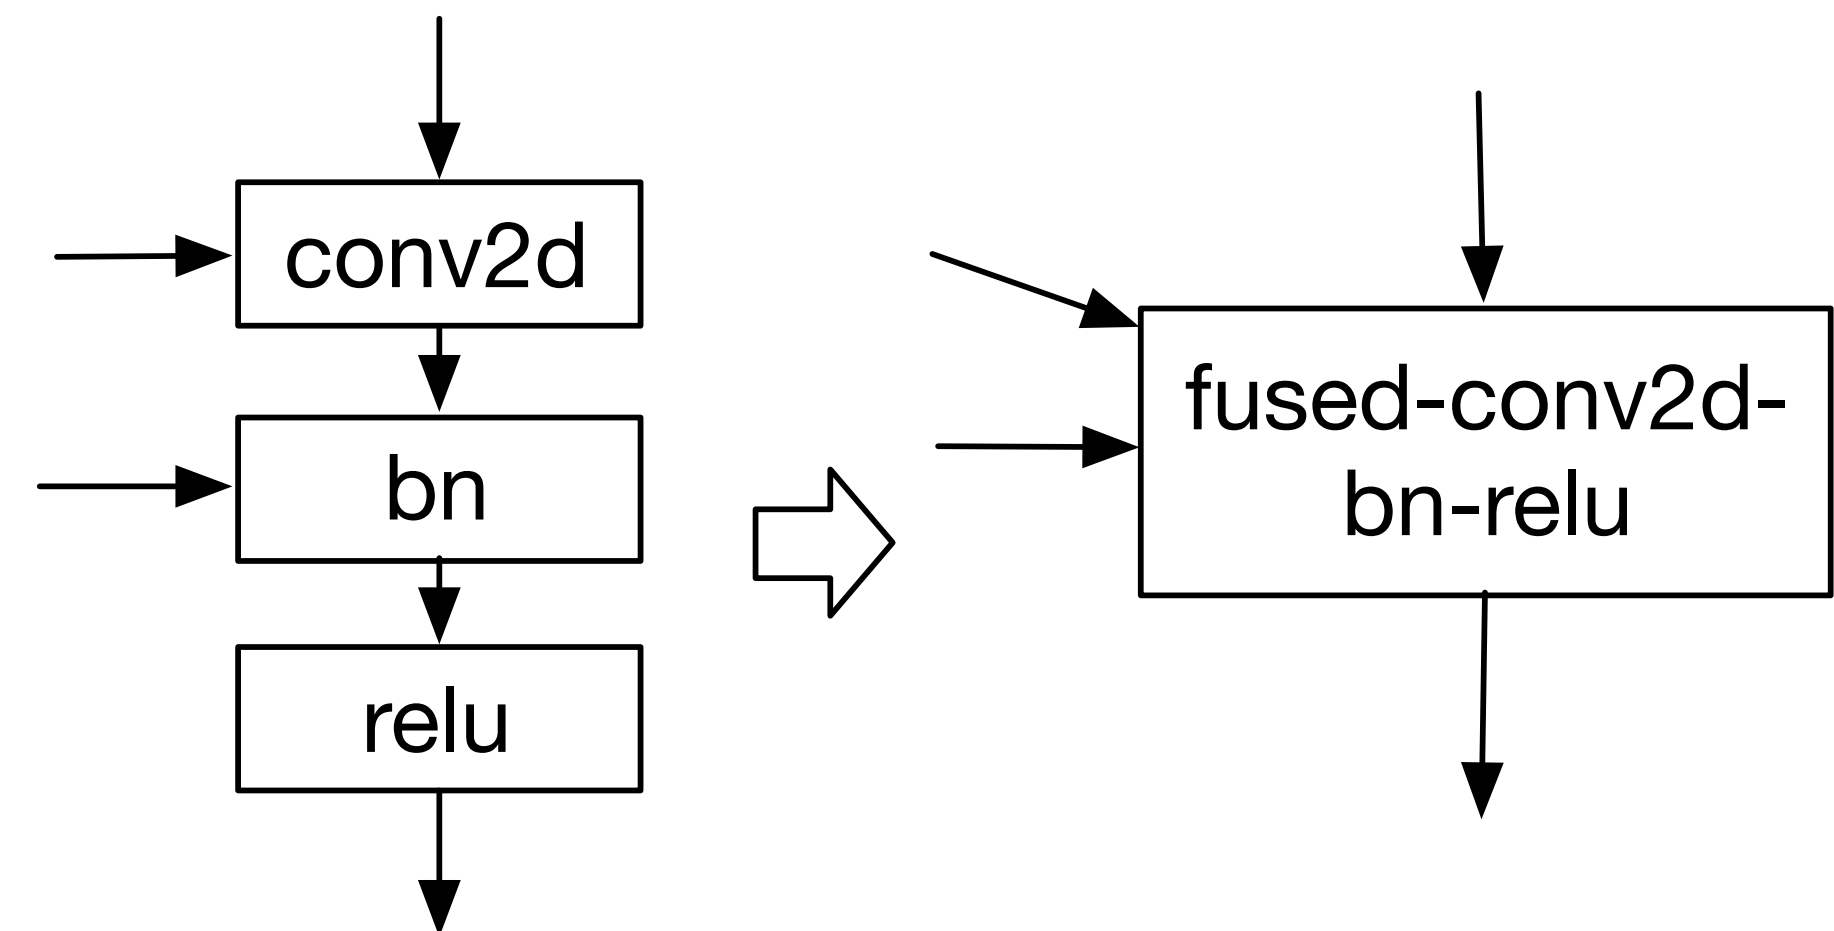 conv2d
bn
relu
fused-conv2d-
bn-relu